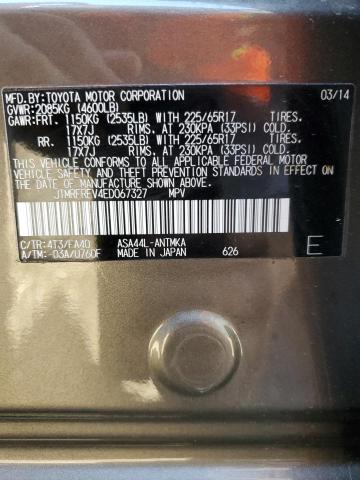 MFD.BY:TOYOTA MOTOR CORPORATION 03/14
GVWR:2085KG (4600LB)
GAWR:FRT. 1150KG (2535LB) WITH 225/65R17 TIRES.
17X7J RIMS. AT 230KPA (33PSI) COLD.
RR. 1150KG (2535LB) WITH 225/65R17 TIRES.
17X7J RIMS. AT 230KPA (33PSI) COLD.
THIS VEHICLE CONFORMS TO ALL APPLICABLE FEDERAL MOTOR
VEHICLE SAFETY AND THEFT PREVENTION STANDARDS IN EFFECT
ON THE DATE OF MANUFACTURE SHOWN ABOVE.
JTMRFREV4ED067327 MPV
C/TR:4T3/FA40 ASA44L-ANTMKA E
A/TM:-03A/U760F MADE IN JAPAN 626